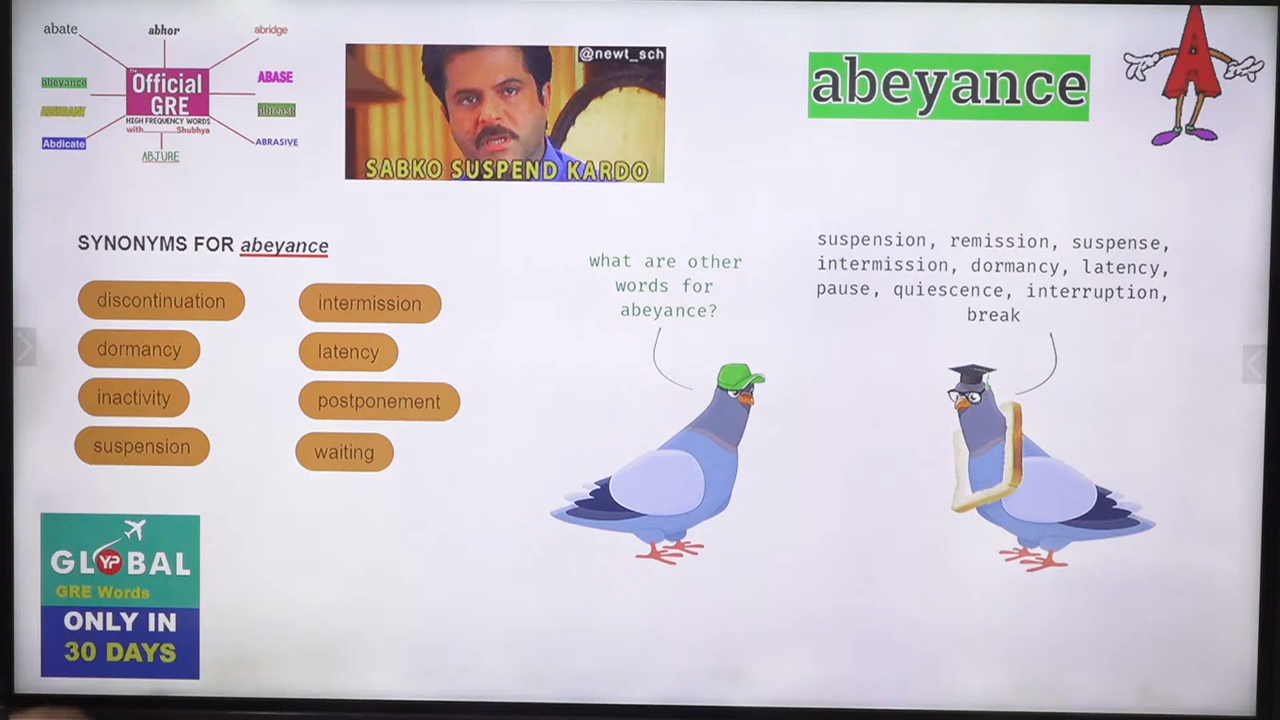 abate
abhor
abridge
abeyance
The
Official
GRE
HIGH FREQUENCY WORDS
with Shubhya
ABASE
abreast
Abdicate
ABJURE
ABRASIVE
@newt_sch
SABKO SUSPEND KARDO
abeyance
A
SYNONYMS FOR abeyance
discontinuation
intermission
dormancy
latency
inactivity
postponement
suspension
waiting
what are other
words for
abeyance?
suspension, remission, suspense,
intermission, dormancy, latency,
pause, quiescence, interruption,
break
GLOBAL
YP
GRE Words
ONLY IN
30 DAYS